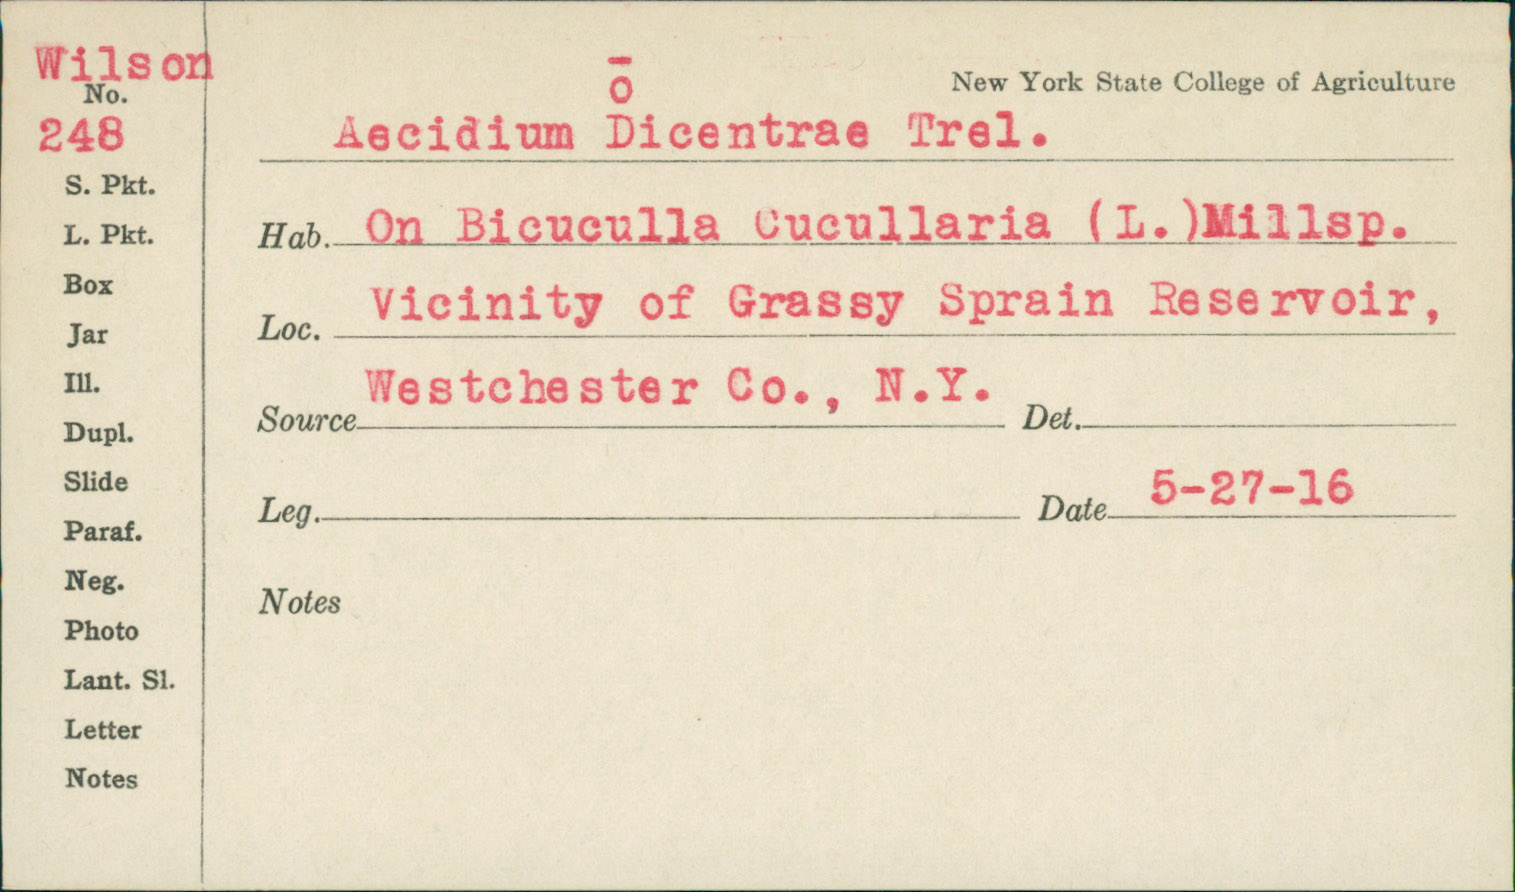 Wilson
No.
248
S. Pkt.
L. Pkt.
Box
Jar
Ill.
Dupl.
Slide
Paraf.
Neg.
Photo
Lant. Sl.
Letter
Notes
New York State College of Agriculture
ō
Aecidium Dicentrae Trel.
Hab. On Bicuculla Cucullaria (L.)Millsp.
Loc. Vicinity of Grassy Sprain Reservoir,
Westchester Co., N.Y.
Source Det.
Leg. Date 5-27-16
Notes